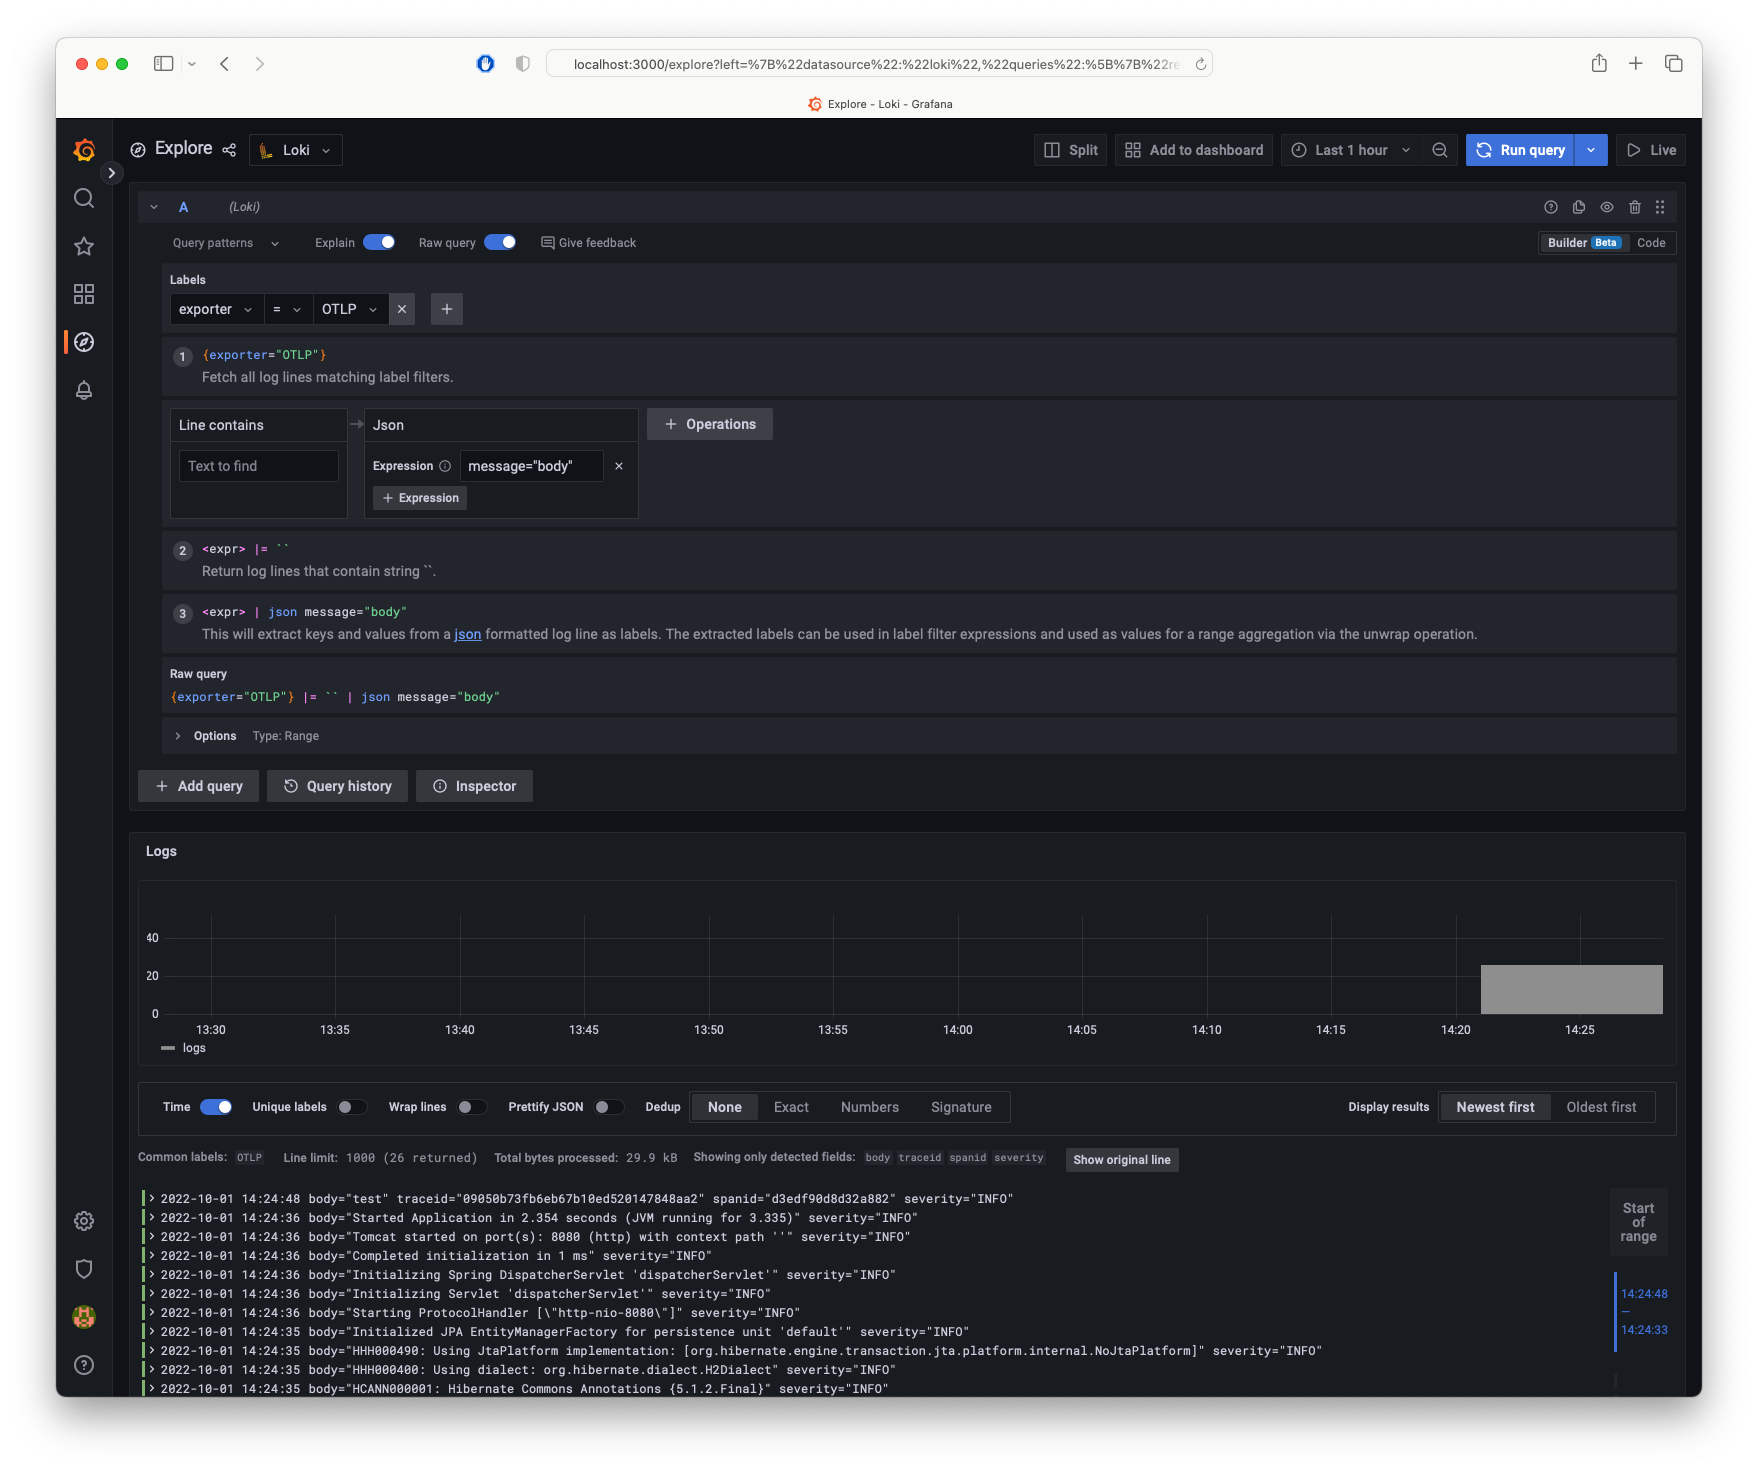 localhost:3000/explore?left=%7B%22datasource%22:%22loki%22,%22queries%22:%5B%7B%22re
Explore - Loki - Grafana
Explore
Loki
Split
Add to dashboard
Last 1 hour
Run query
Live
A (Loki)
Query patterns
Explain
Raw query
Give feedback
Builder Beta
Code
Labels
exporter
=
OTLP
1 {exporter="OTLP"}
Fetch all log lines matching label filters.
Line contains
Json
+ Operations
Text to find
Expression
message="body"
+ Expression
2 <expr> |= ``
Return log lines that contain string ``.
3 <expr> | json message="body"
This will extract keys and values from a json formatted log line as labels. The extracted labels can be used in label filter expressions and used as values for a range aggregation via the unwrap operation.
Raw query
{exporter="OTLP"} |= `` | json message="body"
Options Type: Range
+ Add query
Query history
Inspector
Logs
40
20
0
13:30 13:35 13:40 13:45 13:50 13:55 14:00 14:05 14:10 14:15 14:20 14:25
logs
Time
Unique labels
Wrap lines
Prettify JSON
Dedup
None
Exact
Numbers
Signature
Display results
Newest first
Oldest first
Common labels: OTLP Line limit: 1000 (26 returned) Total bytes processed: 29.9 kB Showing only detected fields: body traceid spanid severity
Show original line
2022-10-01 14:24:48 body="test" traceid="09050b73fb6eb67b10ed520147848aa2" spanid="d3edf90d8d32a882" severity="INFO"
2022-10-01 14:24:36 body="Started Application in 2.354 seconds (JVM running for 3.335)" severity="INFO"
2022-10-01 14:24:36 body="Tomcat started on port(s): 8080 (http) with context path ''" severity="INFO"
2022-10-01 14:24:36 body="Completed initialization in 1 ms" severity="INFO"
2022-10-01 14:24:36 body="Initializing Spring DispatcherServlet 'dispatcherServlet'" severity="INFO"
2022-10-01 14:24:36 body="Initializing Servlet 'dispatcherServlet'" severity="INFO"
2022-10-01 14:24:36 body="Starting ProtocolHandler [\"http-nio-8080\"]" severity="INFO"
2022-10-01 14:24:35 body="Initialized JPA EntityManagerFactory for persistence unit 'default'" severity="INFO"
2022-10-01 14:24:35 body="HHH000490: Using JtaPlatform implementation: [org.hibernate.engine.transaction.jta.platform.internal.NoJtaPlatform]" severity="INFO"
2022-10-01 14:24:35 body="HHH000400: Using dialect: org.hibernate.dialect.H2Dialect" severity="INFO"
2022-10-01 14:24:35 body="HCANN000001: Hibernate Commons Annotations {5.1.2.Final}" severity="INFO"
Start
of
range
14:24:48
—
14:24:33